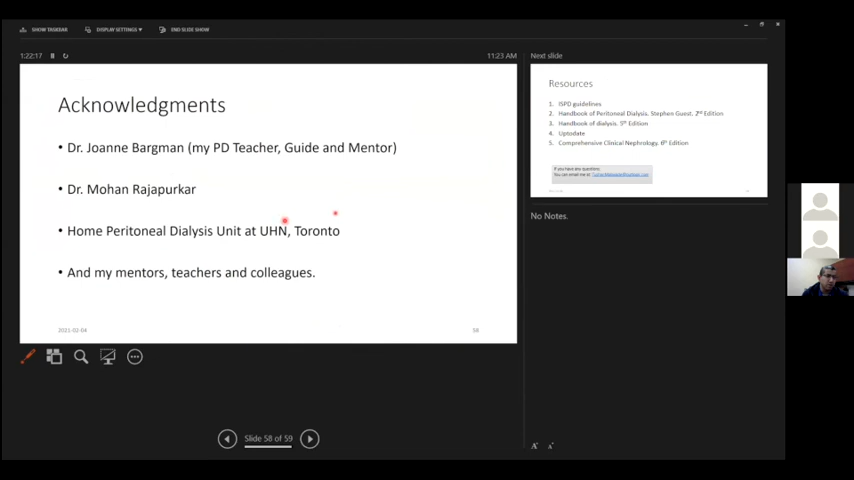 SHOW TASKBAR
DISPLAY SETTINGS ▾
END SLIDE SHOW
1:22:17
11:23 AM
Acknowledgments
• Dr. Joanne Bargman (my PD Teacher, Guide and Mentor)
• Dr. Mohan Rajapurkar
• Home Peritoneal Dialysis Unit at UHN, Toronto
• And my mentors, teachers and colleagues.
2021-02-04
58
Slide 58 of 59
Next slide
Resources
1. ISPD guidelines
2. Handbook of Peritoneal Dialysis. Stephen Guest. 2nd Edition
3. Handbook of dialysis. 5th Edition
4. Uptodate
5. Comprehensive Clinical Nephrology, 6th Edition
If you have any questions:
You can email me at:
No Notes.
A A